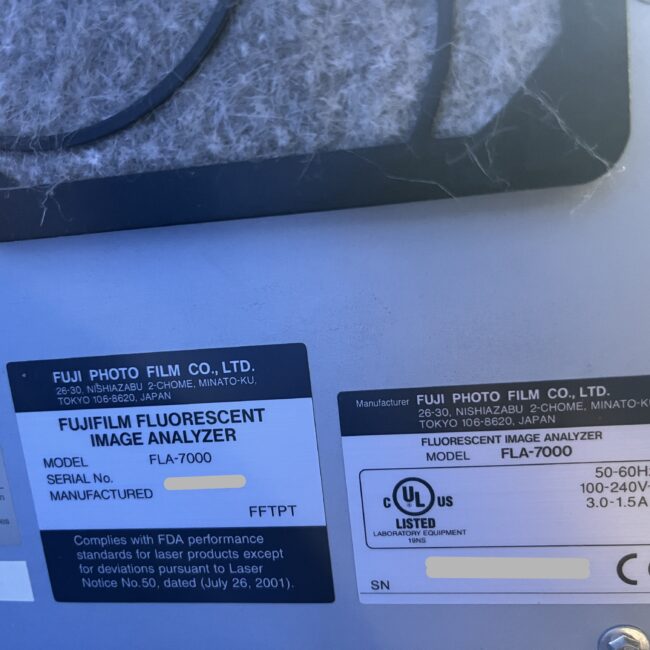 FUJI PHOTO FILM CO., LTD.
26-30, NISHIAZABU 2-CHOME, MINATO-KU,
TOKYO 106-8620, JAPAN
FUJIFILM FLUORESCENT
IMAGE ANALYZER
MODEL FLA-7000
SERIAL No.
MANUFACTURED
FFTPT
Complies with FDA performance
standards for laser products except
for deviations pursuant to Laser
Notice No.50, dated (July 26, 2001).
Manufacturer FUJI PHOTO FILM CO., LTD.
26-30, NISHIAZABU 2-CHOME, MINATO-K
TOKYO 106-8620, JAPAN
FLUORESCENT IMAGE ANALYZER
MODEL FLA-7000
50-60H
100-240V
3.0-1.5A
C UL US
LISTED
LABORATORY EQUIPMENT
19NS
SN